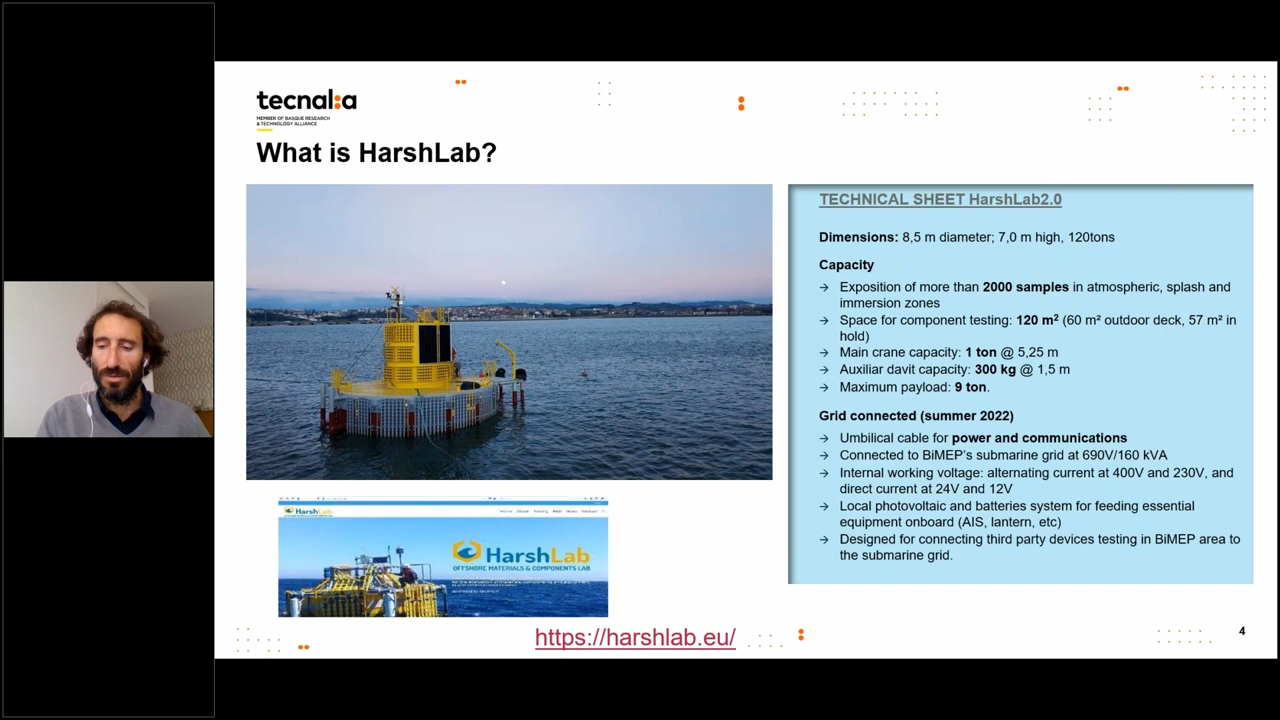 tecnalia
MEMBER OF BASQUE RESEARCH
& TECHNOLOGY ALLIANCE
What is HarshLab?
TECHNICAL SHEET HarshLab2.0
Dimensions: 8,5 m diameter; 7,0 m high, 120tons
Capacity
→ Exposition of more than 2000 samples in atmospheric, splash and
immersion zones
→ Space for component testing: 120 m² (60 m² outdoor deck, 57 m² in
hold)
→ Main crane capacity: 1 ton @ 5,25 m
→ Auxiliar davit capacity: 300 kg @ 1,5 m
→ Maximum payload: 9 ton.
Grid connected (summer 2022)
→ Umbilical cable for power and communications
→ Connected to BiMEP's submarine grid at 690V/160 kVA
→ Internal working voltage: alternating current at 400V and 230V, and
direct current at 24V and 12V
→ Local photovoltaic and batteries system for feeding essential
equipment onboard (AIS, lantern, etc)
→ Designed for connecting third party devices testing in BiMEP area to
the submarine grid.
HarshLab
HarshLab
OFFSHORE MATERIALS & COMPONENTS LAB
https://harshlab.eu/
4